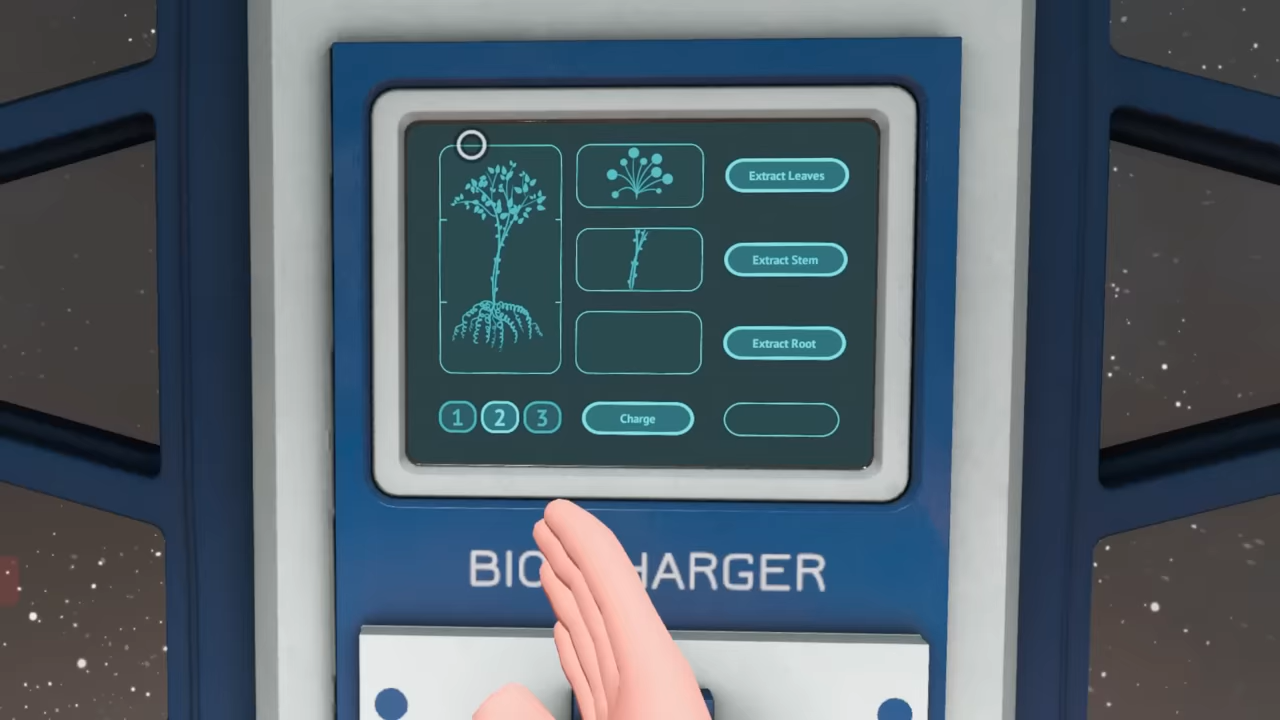 Extract Leaves
Extract Stem
Extract Root
1 2 3
Charge
BIO HARGER